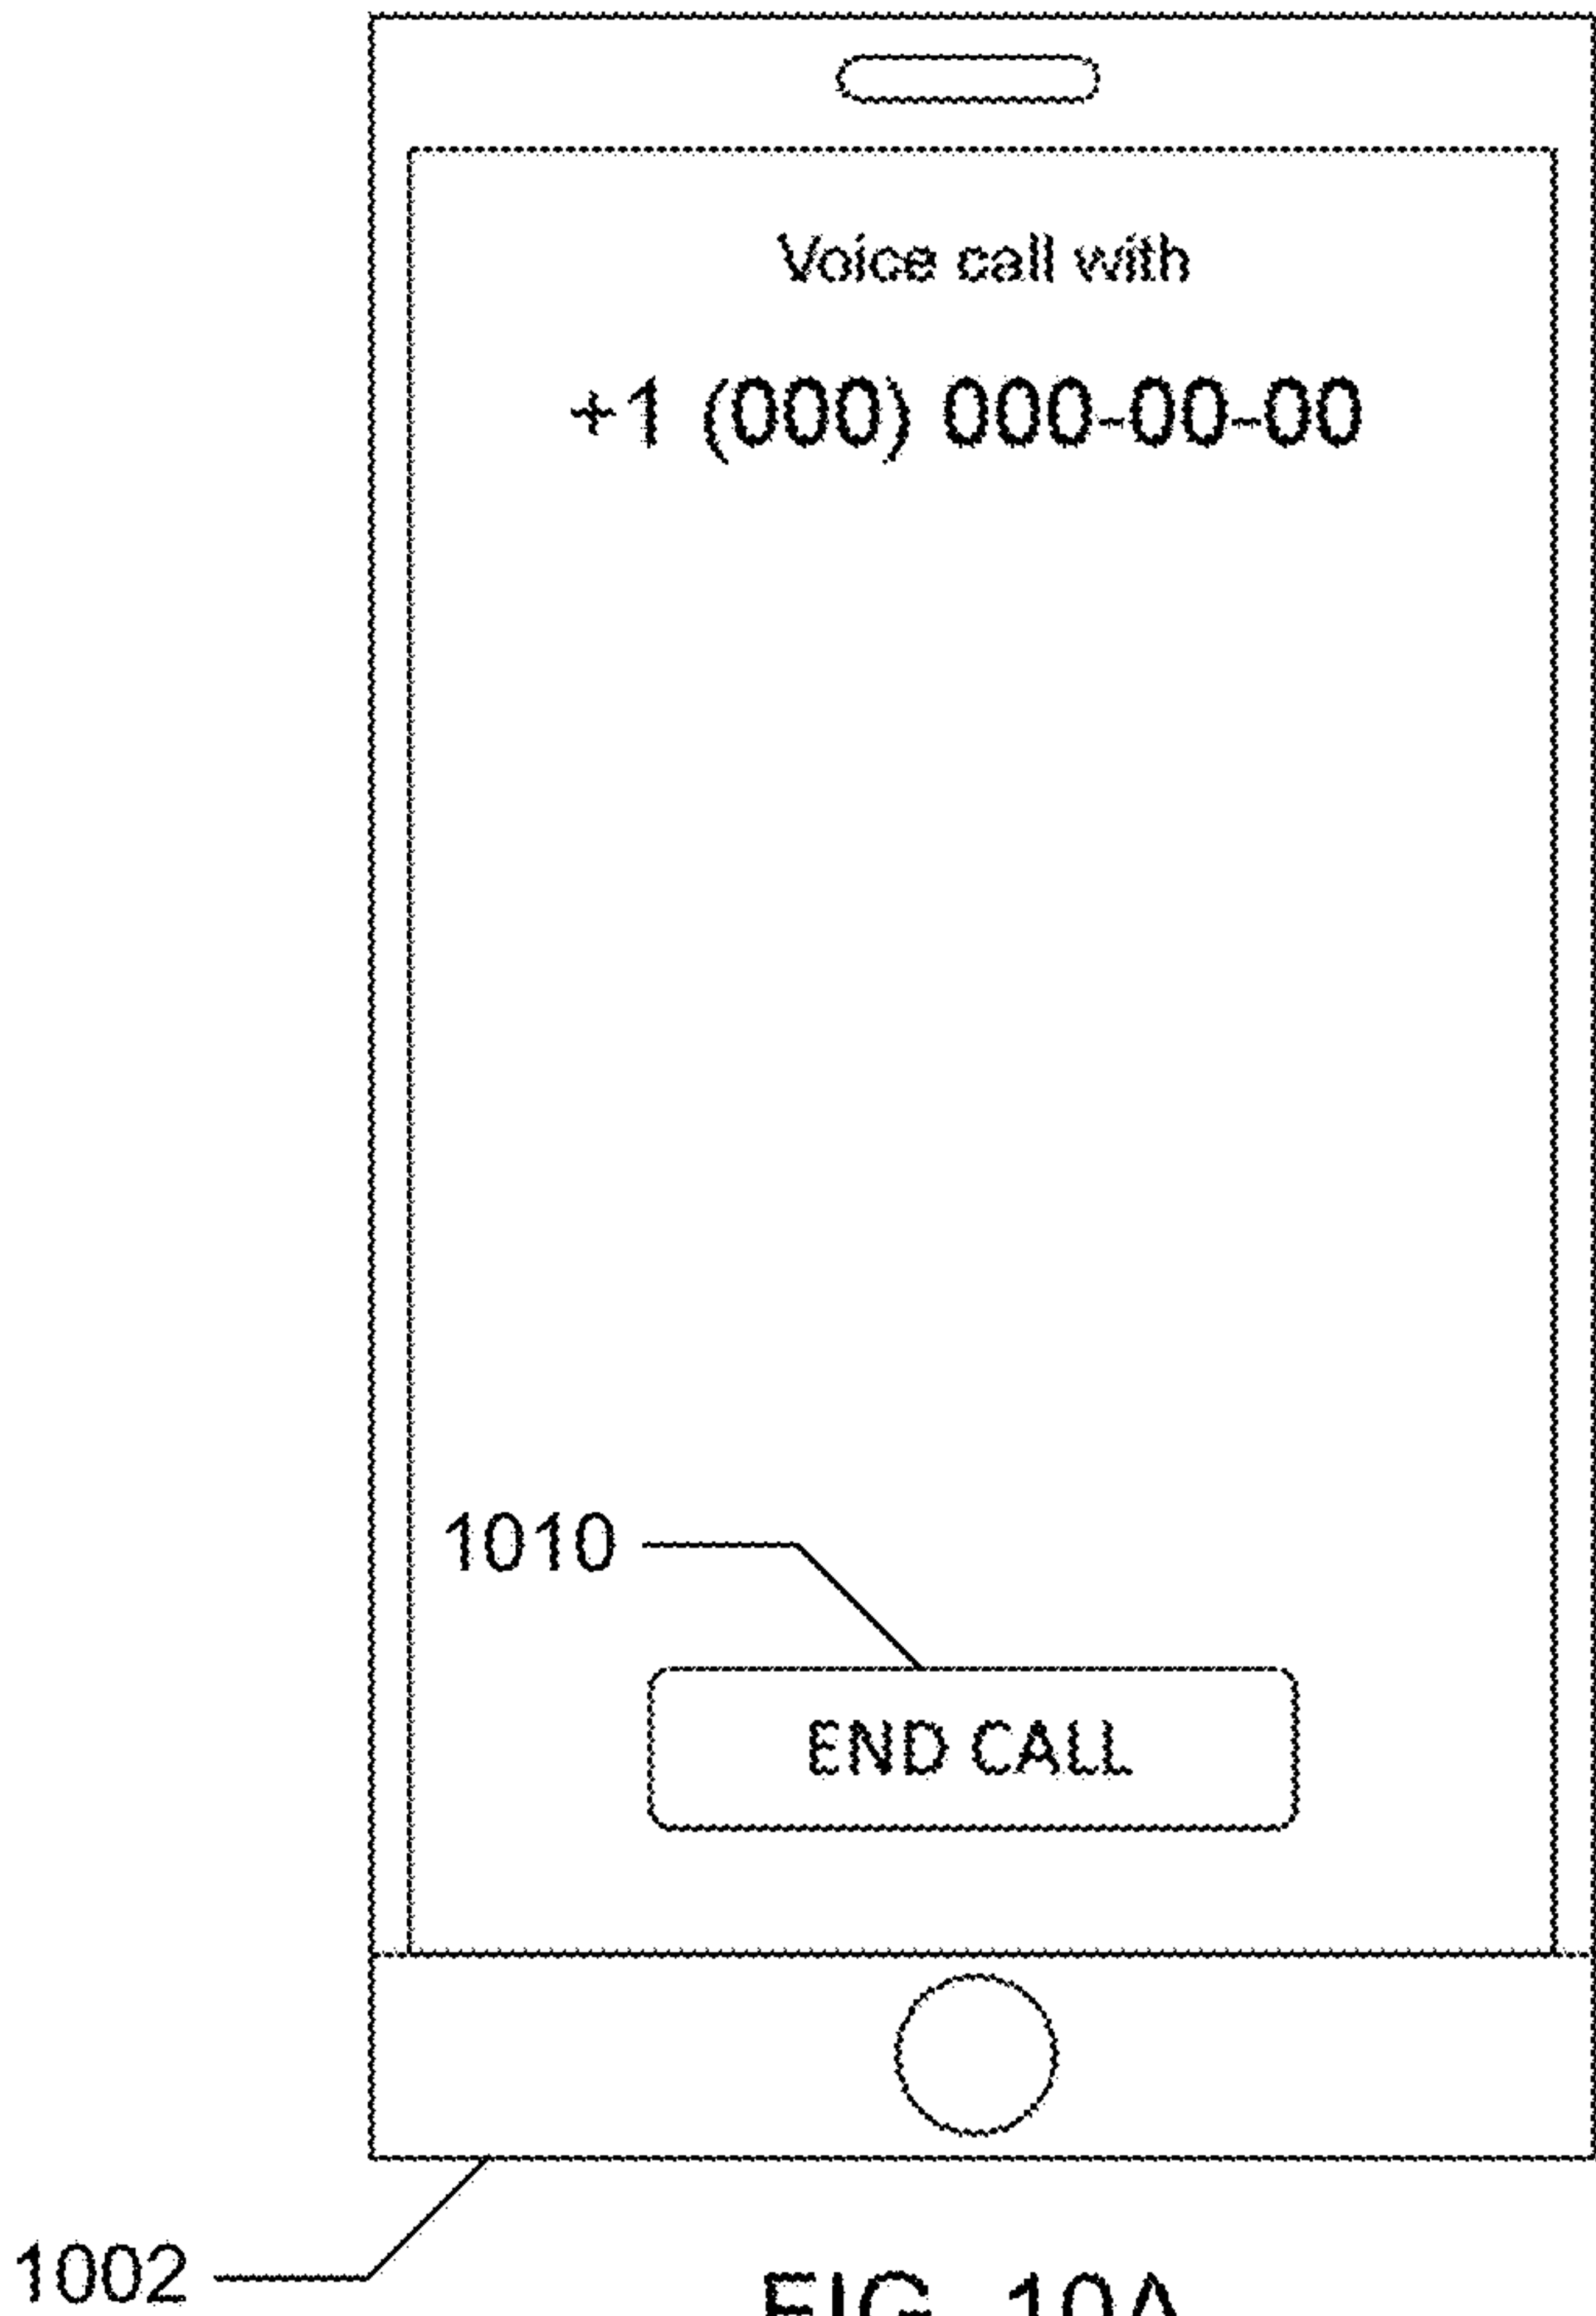 Voice call with
+1 (000) 000-00-00
1010
END CALL
1002
FIG. 10A